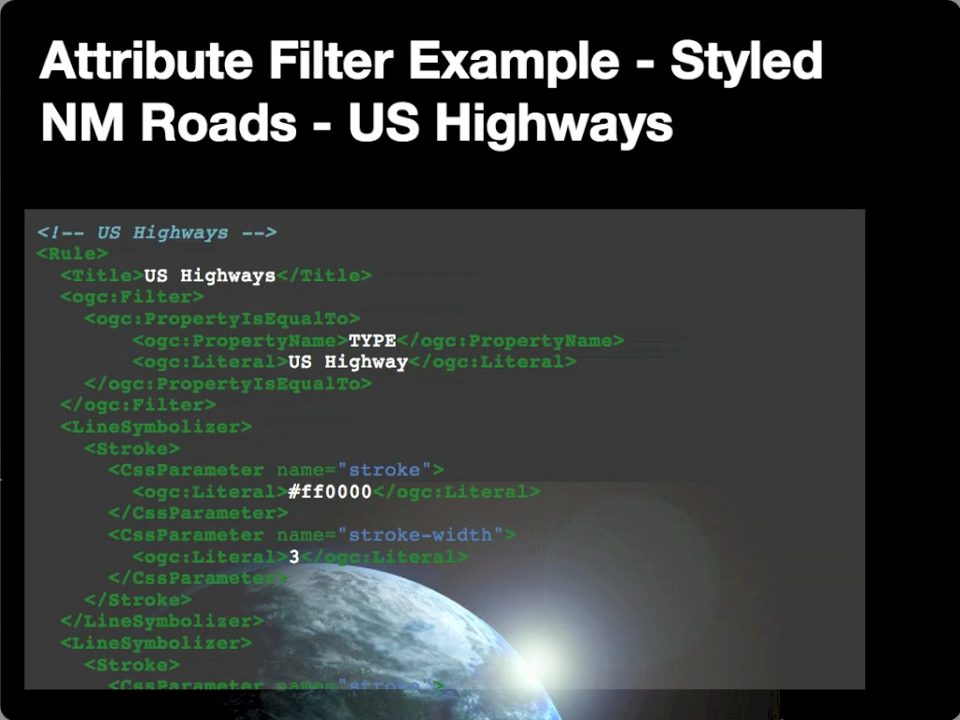 Attribute Filter Example - Styled
NM Roads - US Highways
<!-- US Highways -->
<Rule>
  <Title>US Highways</Title>
  <ogc:Filter>
    <ogc:PropertyIsEqualTo>
        <ogc:PropertyName>TYPE</ogc:PropertyName>
        <ogc:Literal>US Highway</ogc:Literal>
    </ogc:PropertyIsEqualTo>
  </ogc:Filter>
  <LineSymbolizer>
    <Stroke>
      <CssParameter name="stroke">
        <ogc:Literal>#ff0000</ogc:Literal>
      </CssParameter>
      <CssParameter name="stroke-width">
        <ogc:Literal>3</ogc:Literal>
      </CssParameter>
    </Stroke>
  </LineSymbolizer>
  <LineSymbolizer>
    <Stroke>
      <CssParameter name="stroke">